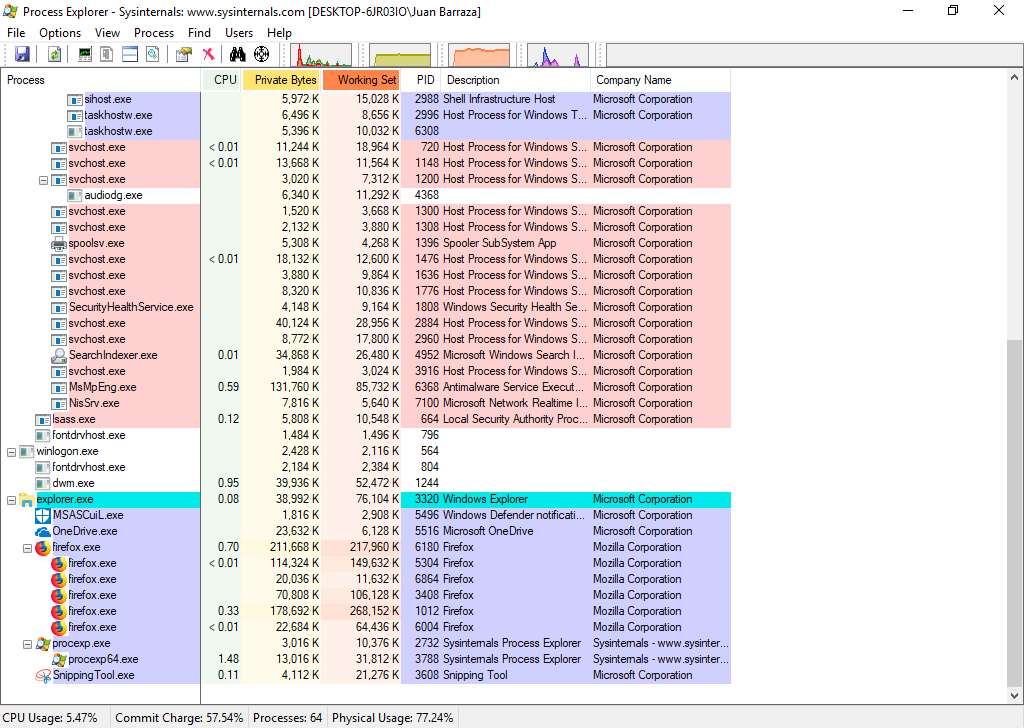 Process Explorer - Sysinternals: www.sysinternals.com [DESKTOP-6JR03IO\Juan Barraza]
File Options View Process Find Users Help
Process CPU Private Bytes Working Set PID Description Company Name
sihost.exe 5,972 K 15,028 K 2988 Shell Infrastructure Host Microsoft Corporation
taskhostw.exe 6,496 K 8,656 K 2996 Host Process for Windows T... Microsoft Corporation
taskhostw.exe 5,396 K 10,032 K 6308
svchost.exe < 0.01 11,244 K 18,964 K 720 Host Process for Windows S... Microsoft Corporation
svchost.exe < 0.01 13,668 K 11,564 K 1148 Host Process for Windows S... Microsoft Corporation
svchost.exe 3,020 K 7,312 K 1200 Host Process for Windows S... Microsoft Corporation
audiodg.exe 6,340 K 11,292 K 4368
svchost.exe 1,520 K 3,668 K 1300 Host Process for Windows S... Microsoft Corporation
svchost.exe 2,132 K 3,880 K 1308 Host Process for Windows S... Microsoft Corporation
spoolsv.exe 5,308 K 4,268 K 1396 Spooler SubSystem App Microsoft Corporation
svchost.exe < 0.01 18,132 K 12,600 K 1476 Host Process for Windows S... Microsoft Corporation
svchost.exe 3,880 K 9,864 K 1636 Host Process for Windows S... Microsoft Corporation
svchost.exe 8,320 K 10,836 K 1776 Host Process for Windows S... Microsoft Corporation
SecurityHealthService.exe 4,148 K 9,164 K 1808 Windows Security Health Se... Microsoft Corporation
svchost.exe 40,124 K 28,956 K 2884 Host Process for Windows S... Microsoft Corporation
svchost.exe 8,772 K 17,800 K 2960 Host Process for Windows S... Microsoft Corporation
SearchIndexer.exe 0.01 34,868 K 26,480 K 4952 Microsoft Windows Search I... Microsoft Corporation
svchost.exe 1,984 K 3,024 K 3916 Host Process for Windows S... Microsoft Corporation
MsMpEng.exe 0.59 131,760 K 85,732 K 6368 Antimalware Service Execut... Microsoft Corporation
NisSrv.exe 7,816 K 5,640 K 7100 Microsoft Network Realtime I... Microsoft Corporation
lsass.exe 0.12 5,808 K 10,548 K 664 Local Security Authority Proc... Microsoft Corporation
fontdrvhost.exe 1,484 K 1,496 K 796
winlogon.exe 2,428 K 2,116 K 564
fontdrvhost.exe 2,184 K 2,384 K 804
dwm.exe 0.95 39,936 K 52,472 K 1244
explorer.exe 0.08 38,992 K 76,104 K 3320 Windows Explorer Microsoft Corporation
MSASCuiL.exe 1,816 K 2,908 K 5496 Windows Defender notificati... Microsoft Corporation
OneDrive.exe 23,632 K 6,128 K 5516 Microsoft OneDrive Microsoft Corporation
firefox.exe 0.70 211,668 K 217,960 K 6180 Firefox Mozilla Corporation
firefox.exe < 0.01 114,324 K 149,632 K 5304 Firefox Mozilla Corporation
firefox.exe 20,036 K 11,632 K 6864 Firefox Mozilla Corporation
firefox.exe 70,808 K 106,128 K 3408 Firefox Mozilla Corporation
firefox.exe 0.33 178,692 K 268,152 K 1012 Firefox Mozilla Corporation
firefox.exe < 0.01 22,684 K 64,436 K 6004 Firefox Mozilla Corporation
procexp.exe 3,016 K 10,376 K 2732 Sysinternals Process Explorer Sysinternals - www.sysinter...
procexp64.exe 1.48 13,016 K 31,812 K 3788 Sysinternals Process Explorer Sysinternals - www.sysinter...
SnippingTool.exe 0.11 4,112 K 21,276 K 3608 Snipping Tool Microsoft Corporation
CPU Usage: 5.47% Commit Charge: 57.54% Processes: 64 Physical Usage: 77.24%